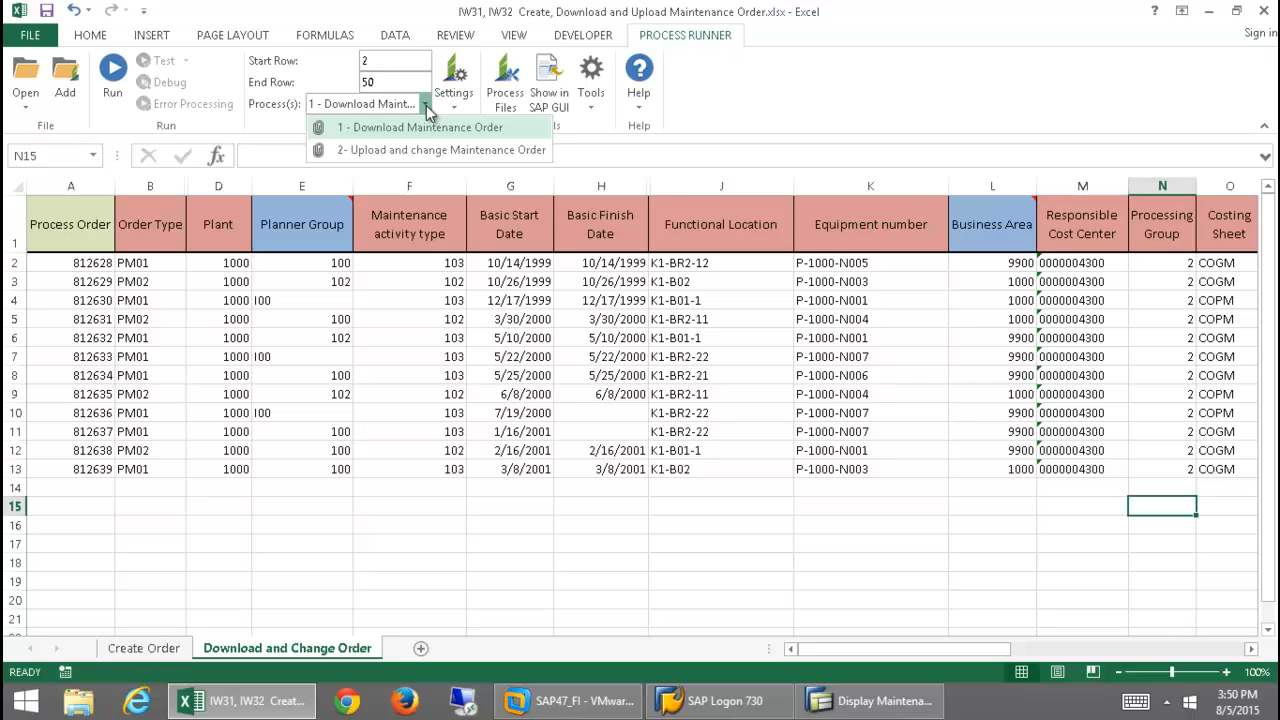 IW31, IW32 Create, Download and Upload Maintenance Order.xlsx - Excel
FILE HOME INSERT PAGE LAYOUT FORMULAS DATA REVIEW VIEW DEVELOPER PROCESS RUNNER Sign in
Open Add Run Test Debug Error Processing
Start Row: 2
End Row: 50
Process(s): 1 - Download Maint...
Settings Process Files Show in SAP GUI Tools Help
File Run Help
1 - Download Maintenance Order
2- Upload and change Maintenance Order
N15 fx
A B D E F G H J K L M N O
1 Process Order Order Type Plant Planner Group Maintenance activity type Basic Start Date Basic Finish Date Functional Location Equipment number Business Area Responsible Cost Center Processing Group Costing Sheet
2 812628 PM01 1000 100 103 10/14/1999 10/14/1999 K1-BR2-12 P-1000-N005 9900 0000004300 2 COGM
3 812629 PM02 1000 102 102 10/26/1999 10/26/1999 K1-B02 P-1000-N003 1000 0000004300 2 COGM
4 812630 PM01 1000 I00 103 12/17/1999 12/17/1999 K1-B01-1 P-1000-N001 1000 0000004300 2 COPM
5 812631 PM02 1000 100 102 3/30/2000 3/30/2000 K1-BR2-11 P-1000-N004 1000 0000004300 2 COPM
6 812632 PM01 1000 102 103 5/10/2000 5/10/2000 K1-B01-1 P-1000-N001 9900 0000004300 2 COGM
7 812633 PM01 1000 I00 103 5/22/2000 5/22/2000 K1-BR2-22 P-1000-N007 9900 0000004300 2 COGM
8 812634 PM01 1000 100 103 5/25/2000 5/25/2000 K1-BR2-21 P-1000-N006 9900 0000004300 2 COGM
9 812635 PM02 1000 102 102 6/8/2000 6/8/2000 K1-BR2-11 P-1000-N004 1000 0000004300 2 COPM
10 812636 PM01 1000 I00 103 7/19/2000 K1-BR2-22 P-1000-N007 9900 0000004300 2 COPM
11 812637 PM01 1000 100 103 1/16/2001 K1-BR2-22 P-1000-N007 9900 0000004300 2 COGM
12 812638 PM02 1000 100 102 2/16/2001 2/16/2001 K1-B01-1 P-1000-N001 9900 0000004300 2 COGM
13 812639 PM01 1000 100 103 3/8/2001 3/8/2001 K1-B02 P-1000-N003 1000 0000004300 2 COGM
14
15
16
17
18
19
20
21
Create Order Download and Change Order
READY 100%
IW31, IW32 Creat... SAP47_FI - VMwar... SAP Logon 730 Display Maintena...
3:50 PM
8/5/2015